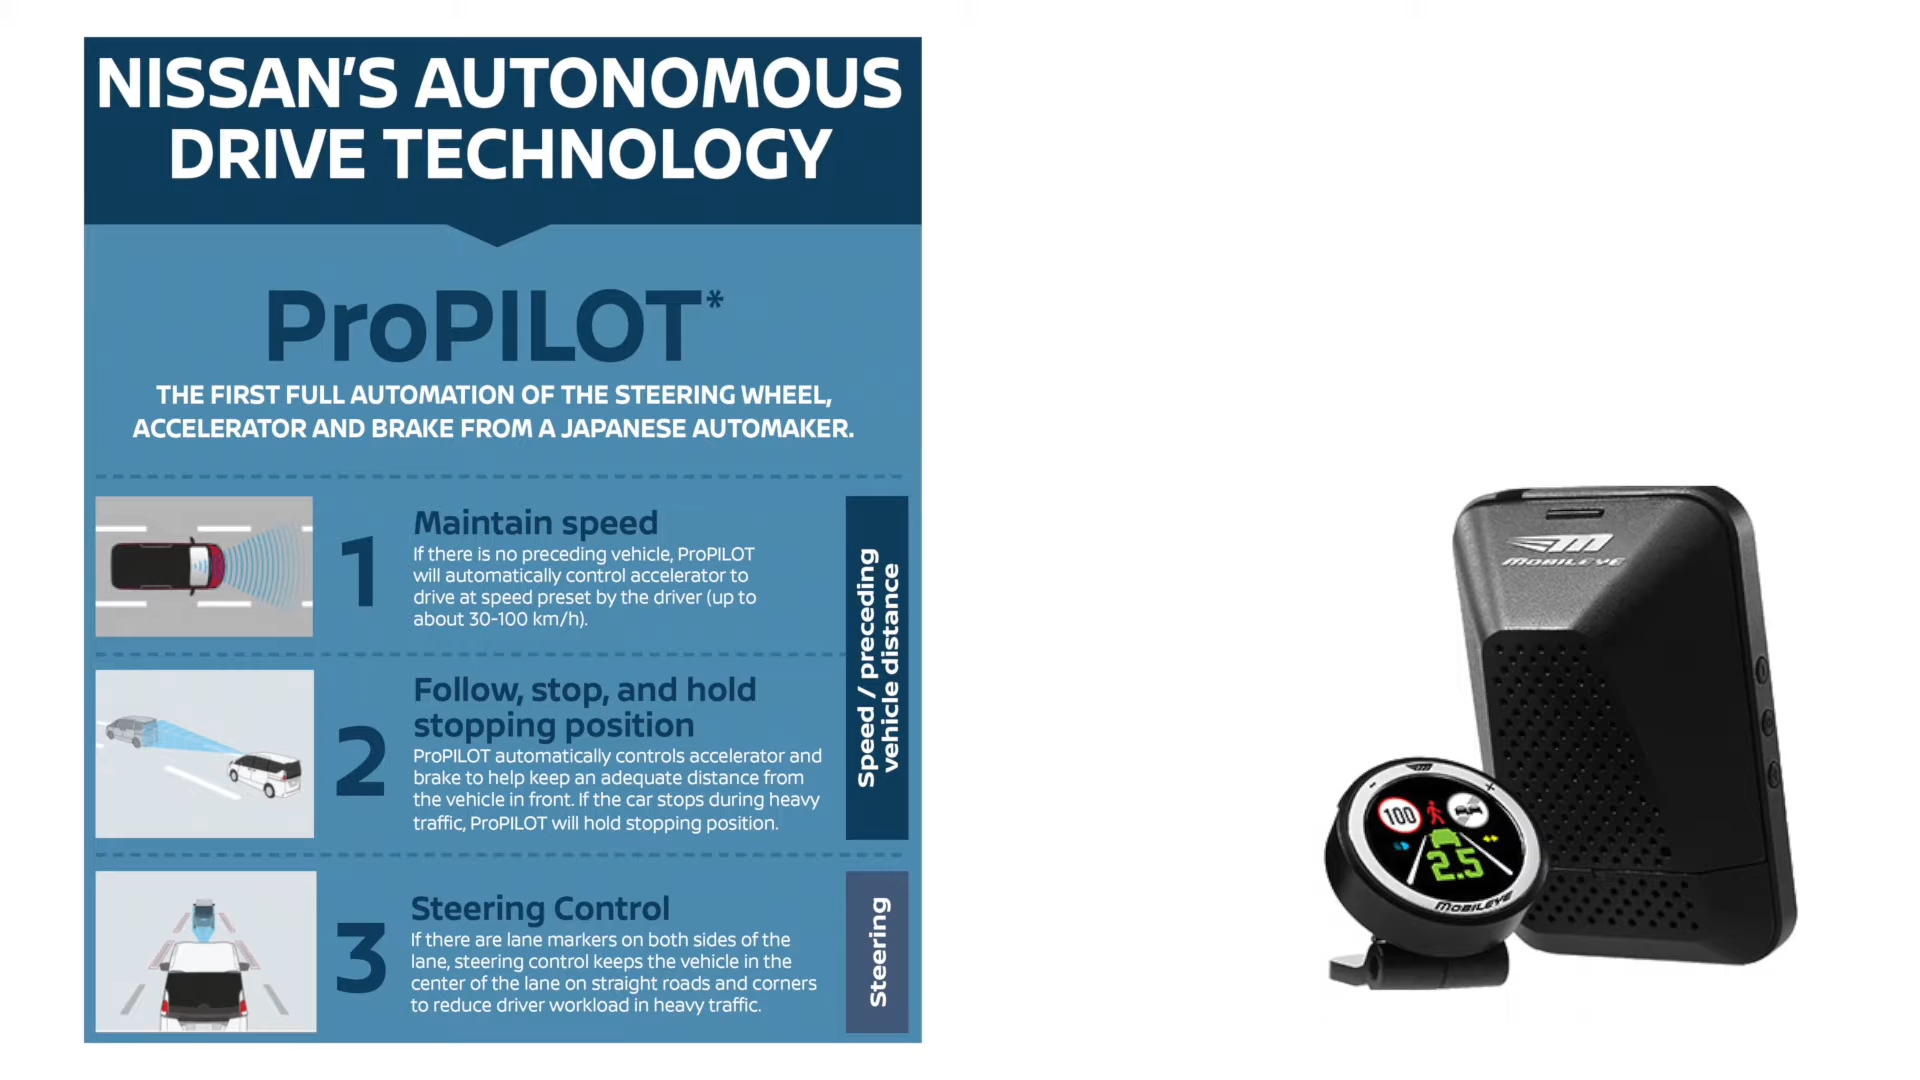 NISSAN'S AUTONOMOUS
DRIVE TECHNOLOGY
ProPILOT*
THE FIRST FULL AUTOMATION OF THE STEERING WHEEL,
ACCELERATOR AND BRAKE FROM A JAPANESE AUTOMAKER.
1
Maintain speed
If there is no preceding vehicle, ProPILOT
will automatically control accelerator to
drive at speed preset by the driver (up to
about 30-100 km/h).
2
Follow, stop, and hold
stopping position
ProPILOT automatically controls accelerator and
brake to help keep an adequate distance from
the vehicle in front. If the car stops during heavy
traffic, ProPILOT will hold stopping position.
Speed / preceding
vehicle distance
3
Steering Control
If there are lane markers on both sides of the
lane, steering control keeps the vehicle in the
center of the lane on straight roads and corners
to reduce driver workload in heavy traffic.
Steering
MOBILEYE
- +
100
2.5
MOBILEYE